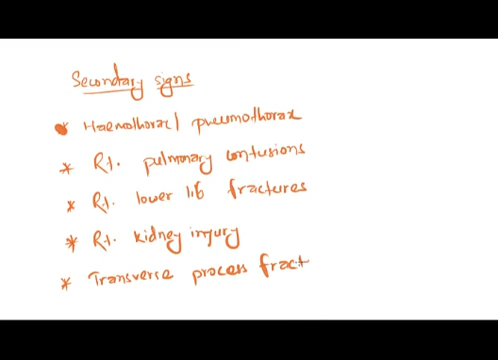 Secondary signs
* Haemothorax/ pneumothorax
* Rt. pulmonary contusions
* Rt. lower rib fractures
* Rt. kidney injury
* Transverse process fract